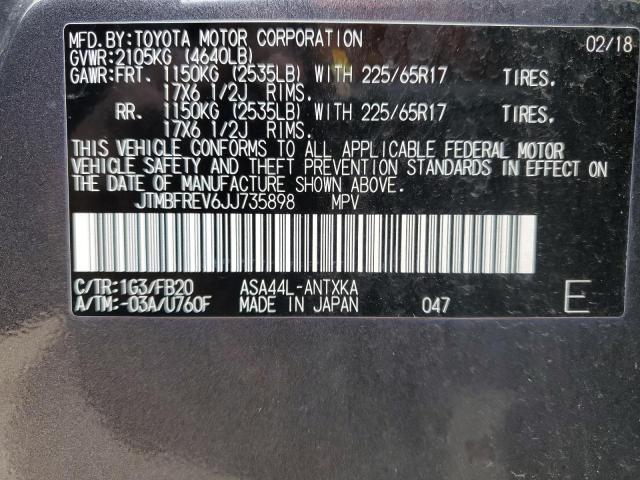 MFD.BY:TOYOTA MOTOR CORPORATION 02/18
GVWR:2105KG (4640LB)
GAWR:FRT. 1150KG (2535LB) WITH 225/65R17 TIRES.
17X6 1/2J RIMS.
RR. 1150KG (2535LB) WITH 225/65R17 TIRES.
17X6 1/2J RIMS.
THIS VEHICLE CONFORMS TO ALL APPLICABLE FEDERAL MOTOR
VEHICLE SAFETY AND THEFT PREVENTION STANDARDS IN EFFECT ON
THE DATE OF MANUFACTURE SHOWN ABOVE.
JTMBFREV6JJ735898 MPV
C/TR:1G3/FB20 ASA44L-ANTXKA
A/TM:-03A/U760F MADE IN JAPAN 047 E